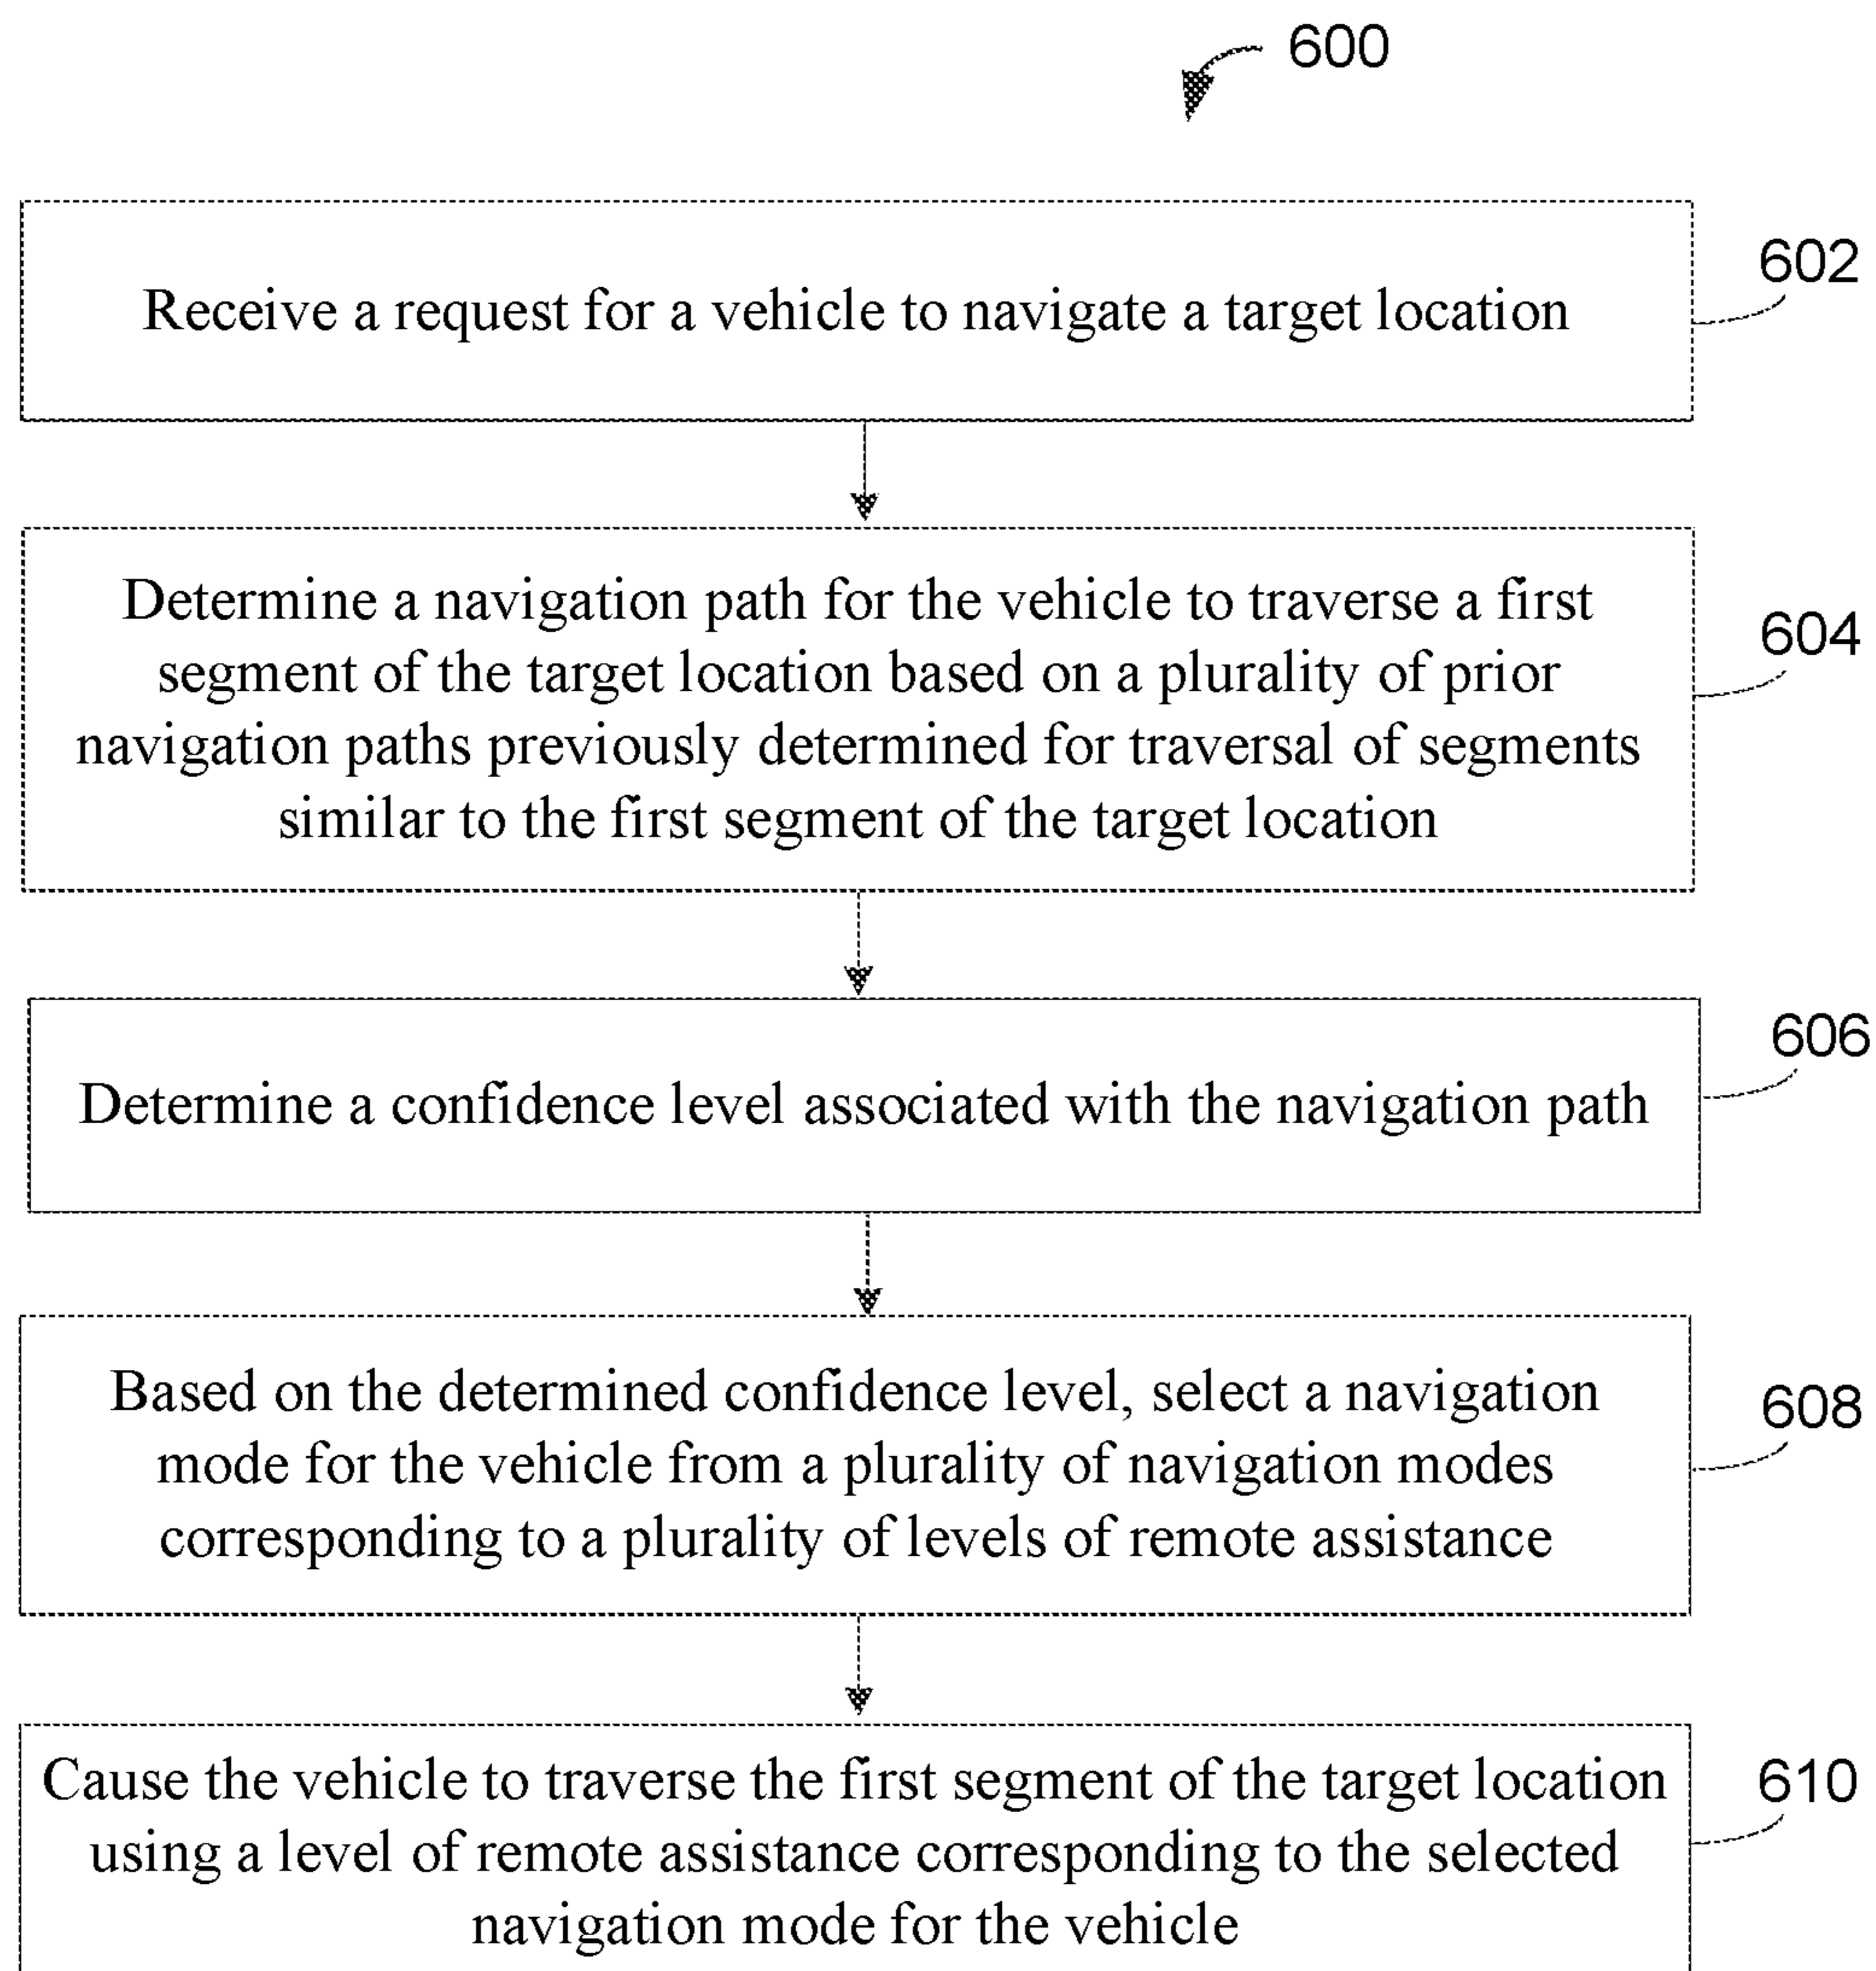 600
602
Receive a request for a vehicle to navigate a target location
Determine a navigation path for the vehicle to traverse a first
segment of the target location based on a plurality of prior
navigation paths previously determined for traversal of segments
similar to the first segment of the target location
604
606
Determine a confidence level associated with the navigation path
Based on the determined confidence level, select a navigation
mode for the vehicle from a plurality of navigation modes
corresponding to a plurality of levels of remote assistance
608
Cause the vehicle to traverse the first segment of the target location
using a level of remote assistance corresponding to the selected
navigation mode for the vehicle
610